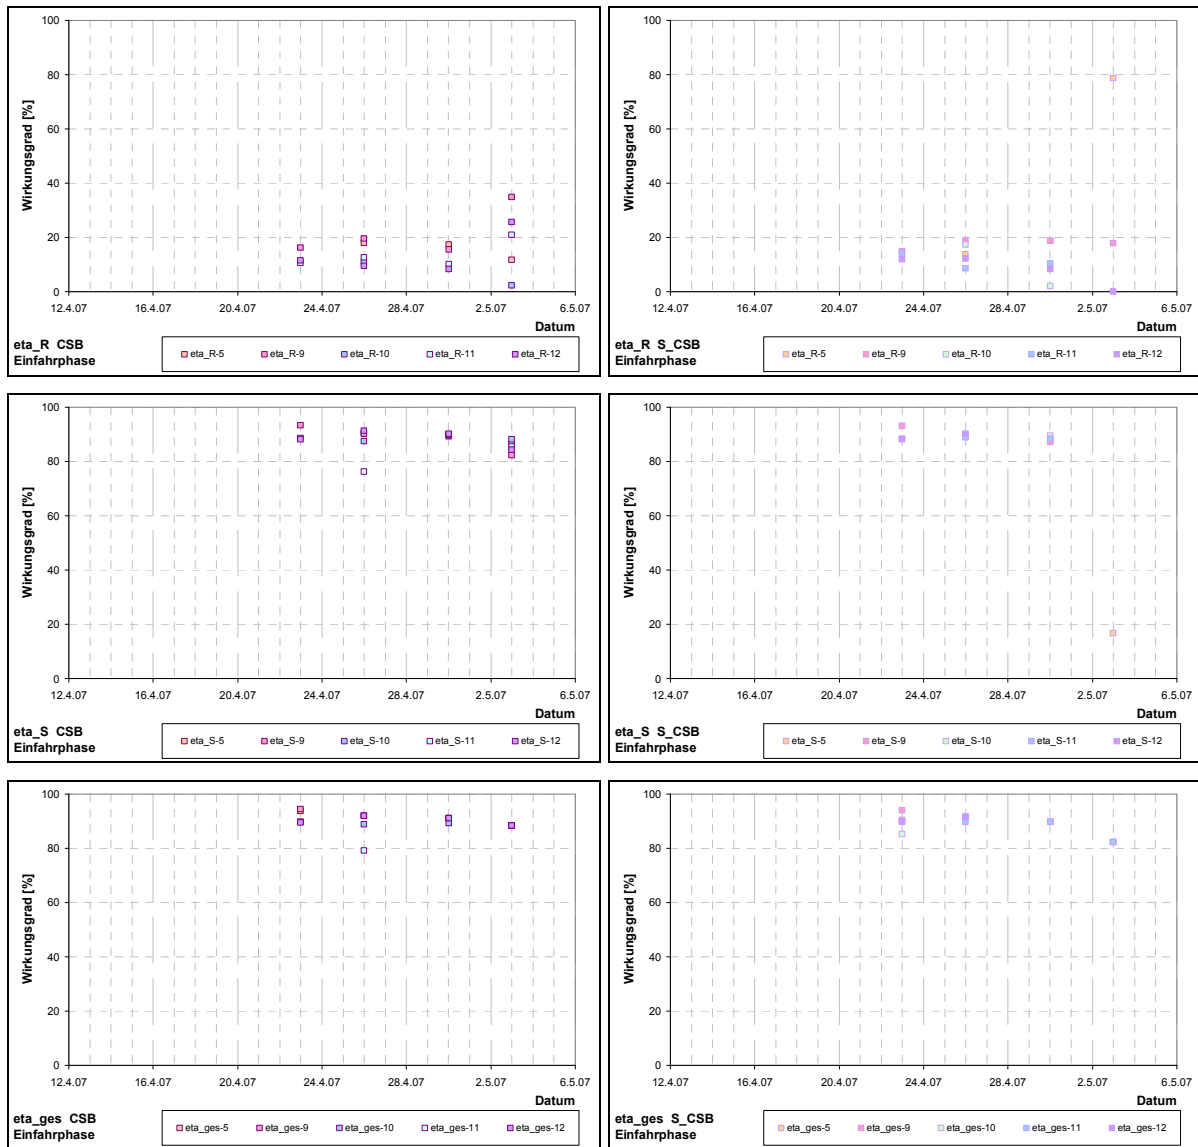 100
80
60
40
20
0
Wirkungsgrad [%]
12.4.07 16.4.07 20.4.07 24.4.07 28.4.07 2.5.07 6.5.07
Datum
eta_R CSB
Einfahrphase
eta_R-5 eta_R-9 eta_R-10 eta_R-11 eta_R-12
100
80
60
40
20
0
Wirkungsgrad [%]
12.4.07 16.4.07 20.4.07 24.4.07 28.4.07 2.5.07 6.5.07
Datum
eta_R S_CSB
Einfahrphase
eta_R-5 eta_R-9 eta_R-10 eta_R-11 eta_R-12
100
80
60
40
20
0
Wirkungsgrad [%]
12.4.07 16.4.07 20.4.07 24.4.07 28.4.07 2.5.07 6.5.07
Datum
eta_S CSB
Einfahrphase
eta_S-5 eta_S-9 eta_S-10 eta_S-11 eta_S-12
100
80
60
40
20
0
Wirkungsgrad [%]
12.4.07 16.4.07 20.4.07 24.4.07 28.4.07 2.5.07 6.5.07
Datum
eta_S S_CSB
Einfahrphase
eta_S-5 eta_S-9 eta_S-10 eta_S-11 eta_S-12
100
80
60
40
20
0
Wirkungsgrad [%]
12.4.07 16.4.07 20.4.07 24.4.07 28.4.07 2.5.07 6.5.07
Datum
eta_ges CSB
Einfahrphase
eta_ges-5 eta_ges-9 eta_ges-10 eta_ges-11 eta_ges-12
100
80
60
40
20
0
Wirkungsgrad [%]
12.4.07 16.4.07 20.4.07 24.4.07 28.4.07 2.5.07 6.5.07
Datum
eta_ges S_CSB
Einfahrphase
eta_ges-5 eta_ges-9 eta_ges-10 eta_ges-11 eta_ges-12